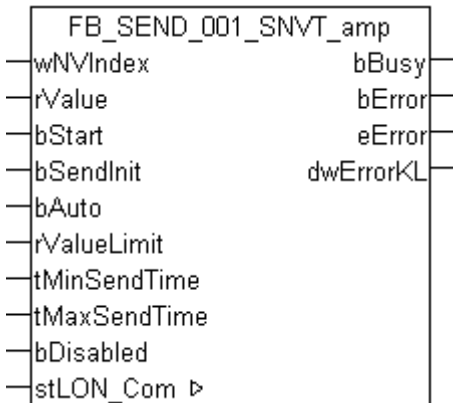 FB_SEND_001_SNVT_amp
wNVIndex bBusy
rValue bError
bStart eError
bSendInit dwErrorKL
bAuto
rValueLimit
tMinSendTime
tMaxSendTime
bDisabled
stLON_Com ▷